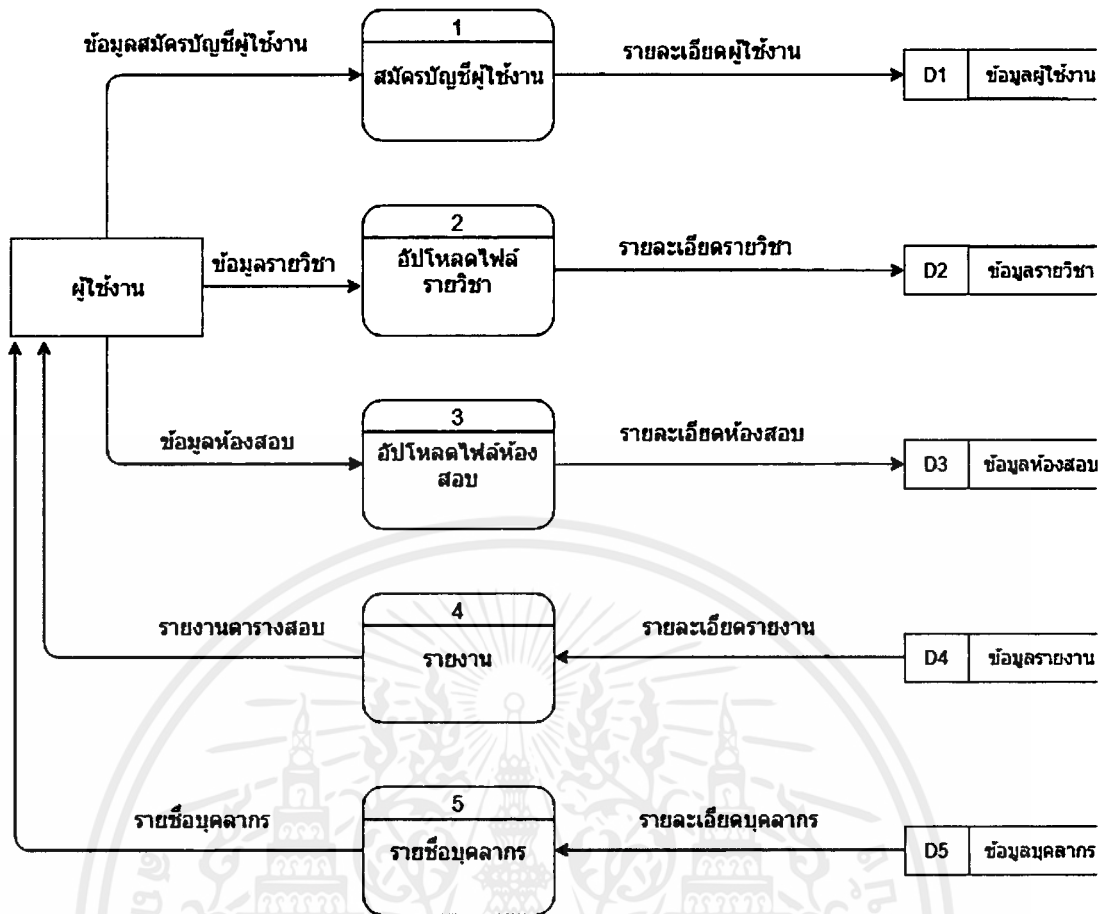 1
ข้อมูลสมัครบัญชีผู้ใช้งาน
สมัครบัญชีผู้ใช้งาน
รายละเอียดผู้ใช้งาน
D1
ข้อมูลผู้ใช้งาน
ผู้ใช้งาน
ข้อมูลรายวิชา
2
อัปโหลดไฟล์
รายวิชา
รายละเอียดรายวิชา
D2
ข้อมูลรายวิชา
ข้อมูลห้องสอบ
3
อัปโหลดไฟล์ห้อง
สอบ
รายละเอียดห้องสอบ
D3
ข้อมูลห้องสอบ
รายงานตารางสอบ
4
รายงาน
รายละเอียดรายงาน
D4
ข้อมูลรายงาน
รายชื่อบุคลากร
5
รายชื่อบุคลากร
รายละเอียดบุคลากร
D5
ข้อมูลบุคลากร